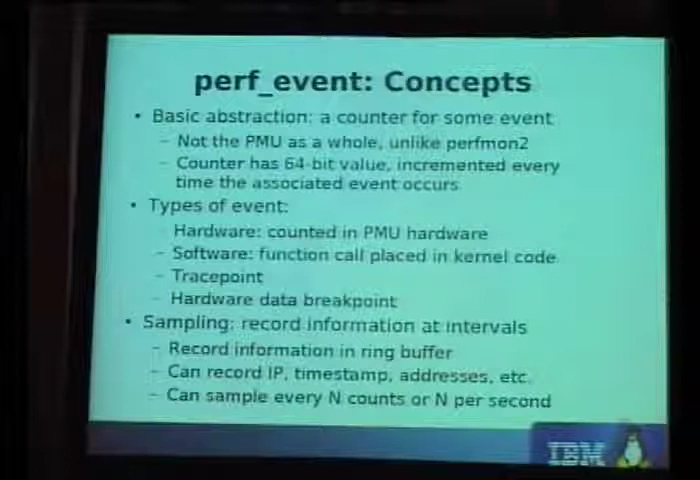 perf_event: Concepts
• Basic abstraction: a counter for some event
– Not the PMU as a whole, unlike perfmon2
– Counter has 64-bit value, incremented every
time the associated event occurs
• Types of event:
– Hardware: counted in PMU hardware
– Software: function call placed in kernel code
– Tracepoint
– Hardware data breakpoint
• Sampling: record information at intervals
– Record information in ring buffer
– Can record IP, timestamp, addresses, etc.
– Can sample every N counts or N per second
IBM